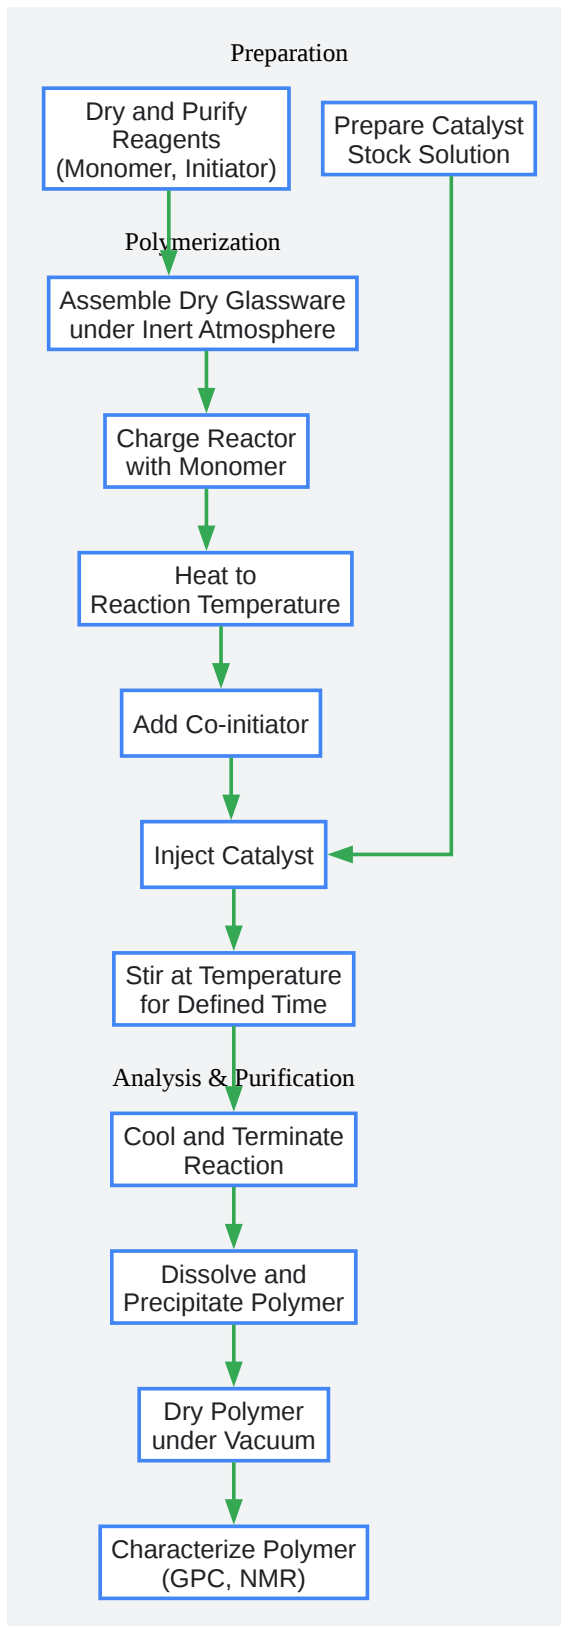 Preparation
Dry and Purify
Reagents
(Monomer, Initiator)
Prepare Catalyst
Stock Solution
Polymerization
Assemble Dry Glassware
under Inert Atmosphere
Charge Reactor
with Monomer
Heat to
Reaction Temperature
Add Co-initiator
Inject Catalyst
Stir at Temperature
for Defined Time
Analysis & Purification
Cool and Terminate
Reaction
Dissolve and
Precipitate Polymer
Dry Polymer
under Vacuum
Characterize Polymer
(GPC, NMR)